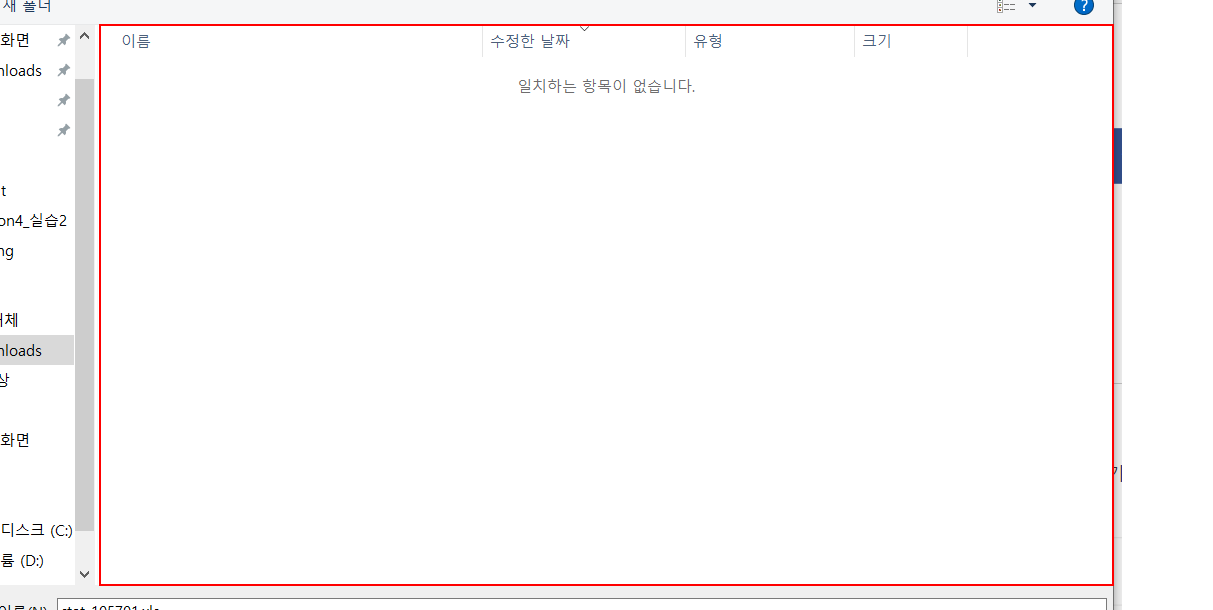 새 폴더
화면
nloads
t
on4_실습2
ng
체
nloads
상
화면
디스크 (C:)
륨 (D:)
이름 수정한 날짜 유형 크기
일치하는 항목이 없습니다.
stat_105701.xls